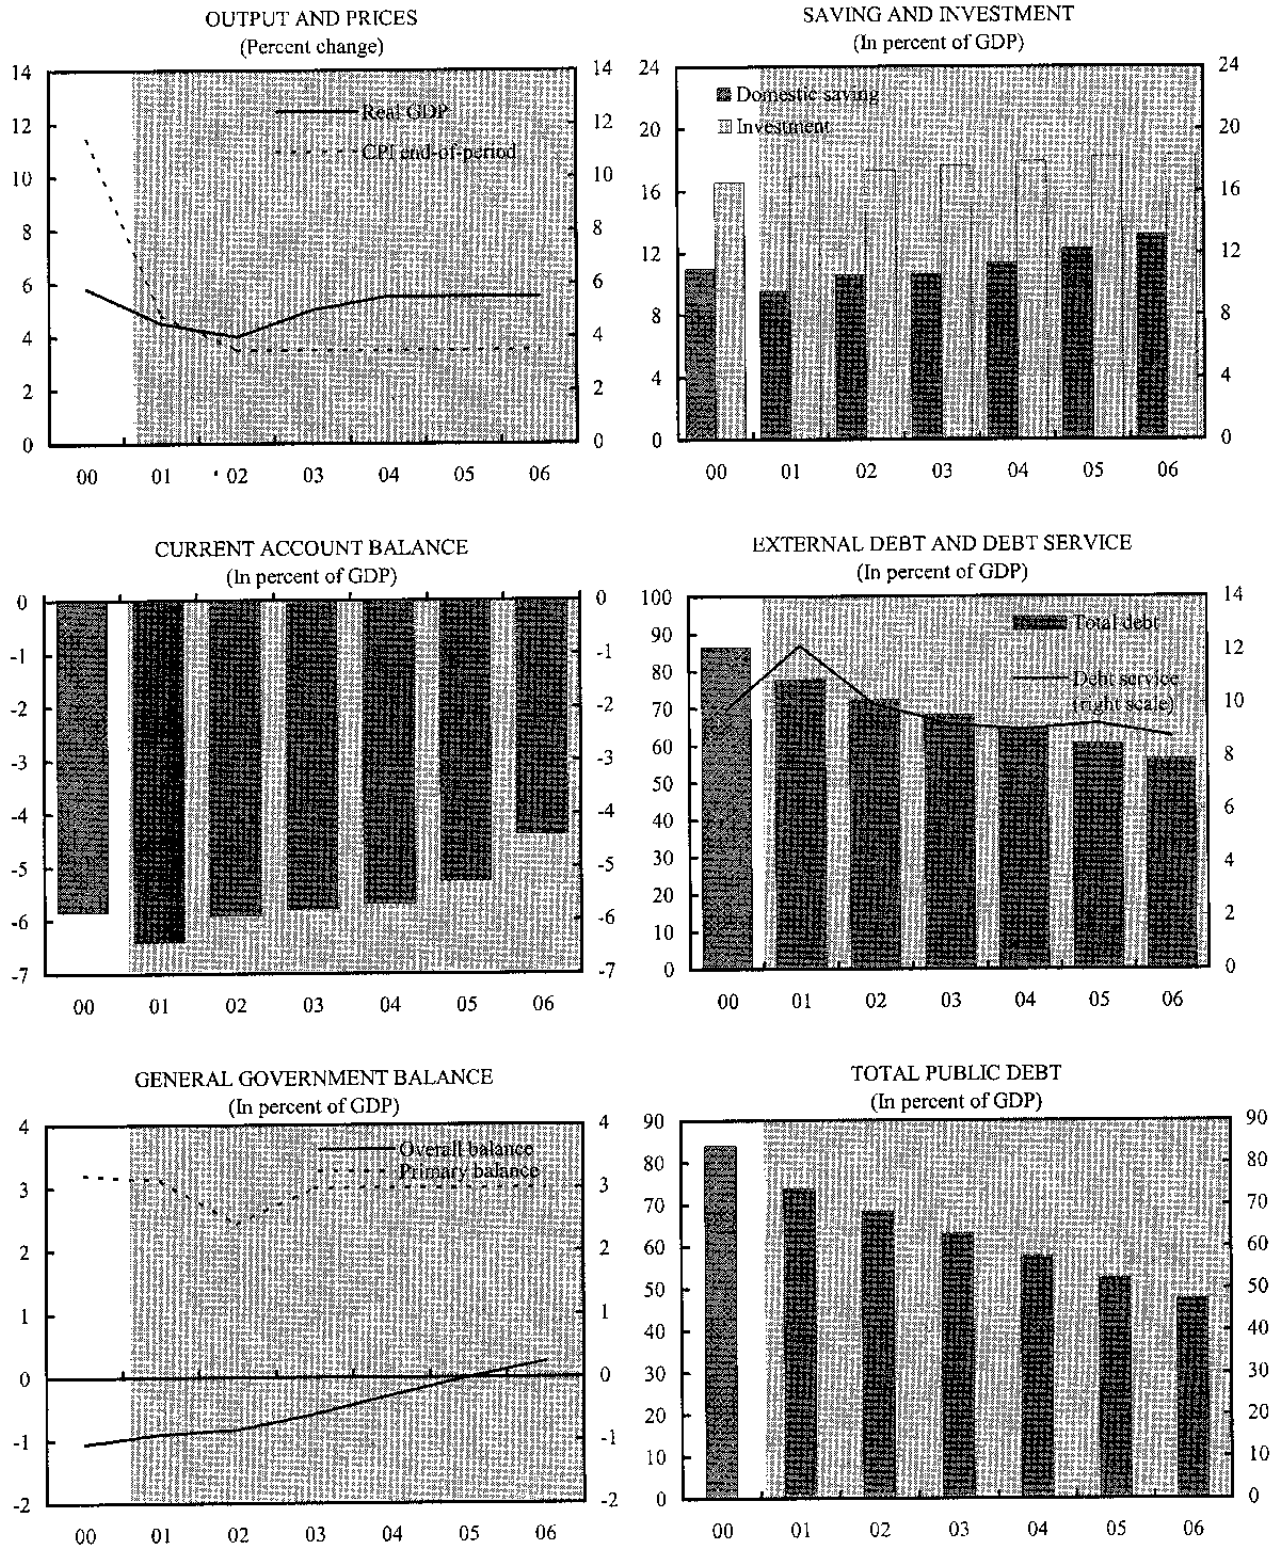 OUTPUT AND PRICES
(Percent change)
14 14
12 12
10 10
8 8
6 6
4 4
2 2
0 0
Real GDP
CPI end-of-period
00 01 02 03 04 05 06
SAVING AND INVESTMENT
(In percent of GDP)
24 24
20 20
16 16
12 12
8 8
4 4
0 0
Domestic saving
Investment
00 01 02 03 04 05 06
CURRENT ACCOUNT BALANCE
(In percent of GDP)
0 0
-1 -1
-2 -2
-3 -3
-4 -4
-5 -5
-6 -6
-7 -7
00 01 02 03 04 05 06
EXTERNAL DEBT AND DEBT SERVICE
(In percent of GDP)
100 14
90
80 12
70 10
60 8
50
40 6
30 4
20
10 2
0 0
Total debt
Debt service
(right scale)
00 01 02 03 04 05 06
GENERAL GOVERNMENT BALANCE
(In percent of GDP)
4 4
3 3
2 2
1 1
0 0
-1 -1
-2 -2
Overall balance
Primary balance
00 01 02 03 04 05 06
TOTAL PUBLIC DEBT
(In percent of GDP)
90 90
80 80
70 70
60 60
50 50
40 40
30 30
20 20
10 10
0 0
00 01 02 03 04 05 06